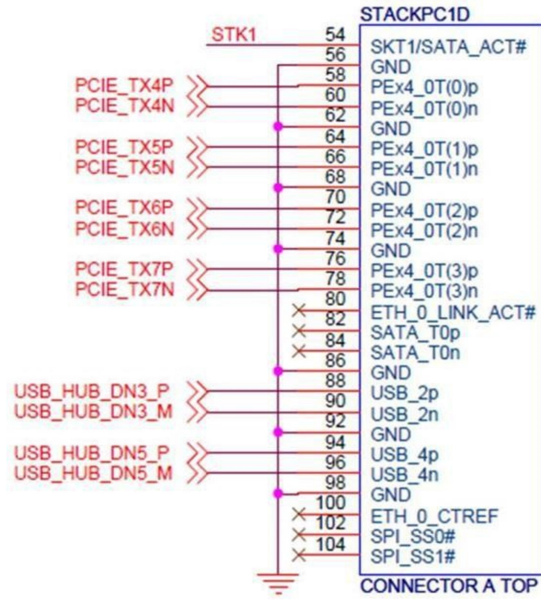 STACKPC1D
STK1 54 SKT1/SATA_ACT#
56 GND
PCIE_TX4P 58 PEx4_0T(0)p
PCIE_TX4N 60 PEx4_0T(0)n
62 GND
PCIE_TX5P 64 PEx4_0T(1)p
PCIE_TX5N 66 PEx4_0T(1)n
68 GND
PCIE_TX6P 70 PEx4_0T(2)p
PCIE_TX6N 72 PEx4_0T(2)n
74 GND
PCIE_TX7P 76 PEx4_0T(3)p
PCIE_TX7N 78 PEx4_0T(3)n
80 ETH_0_LINK_ACT#
82 SATA_T0p
84 SATA_T0n
86 GND
USB_HUB_DN3_P 88 USB_2p
USB_HUB_DN3_M 90 USB_2n
92 GND
USB_HUB_DN5_P 94 USB_4p
USB_HUB_DN5_M 96 USB_4n
98 GND
100 ETH_0_CTREF
102 SPI_SS0#
104 SPI_SS1#
CONNECTOR A TOP